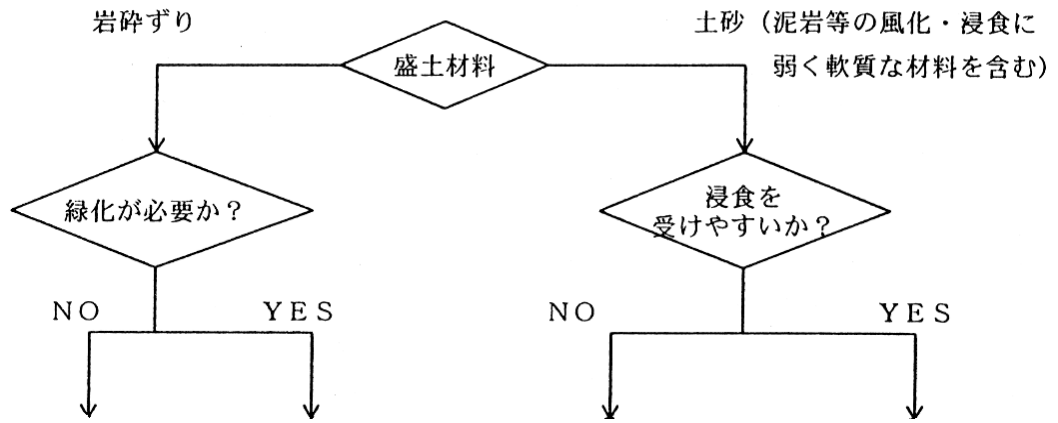 岩砕ずり
土砂（泥岩等の風化・浸食に
弱く軟質な材料を含む）
盛土材料
緑化が必要か？
浸食を
受けやすいか？
NO
YES
NO
YES